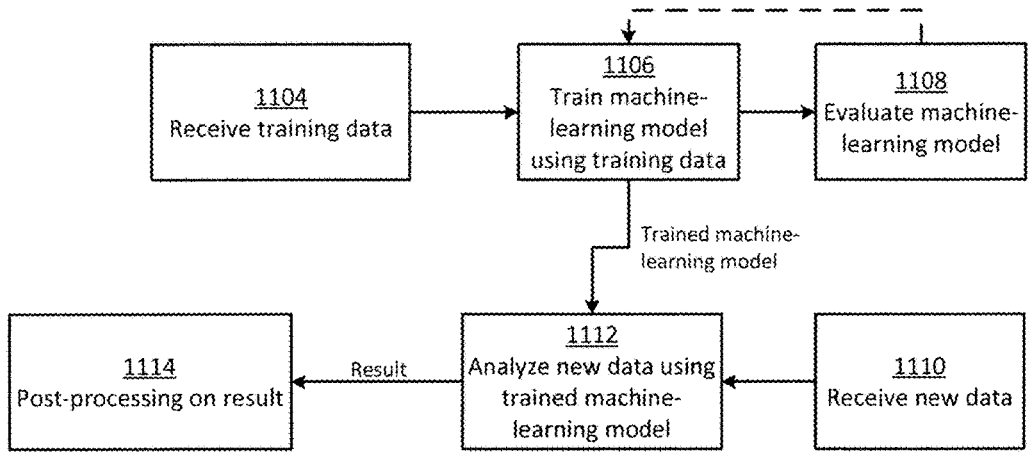 1104
Receive training data
1106
Train machine-
learning model
using training data
1108
Evaluate machine-
learning model
Trained machine-
learning model
1114
Post-processing on result
Result
1112
Analyze new data using
trained machine-
learning model
1110
Receive new data